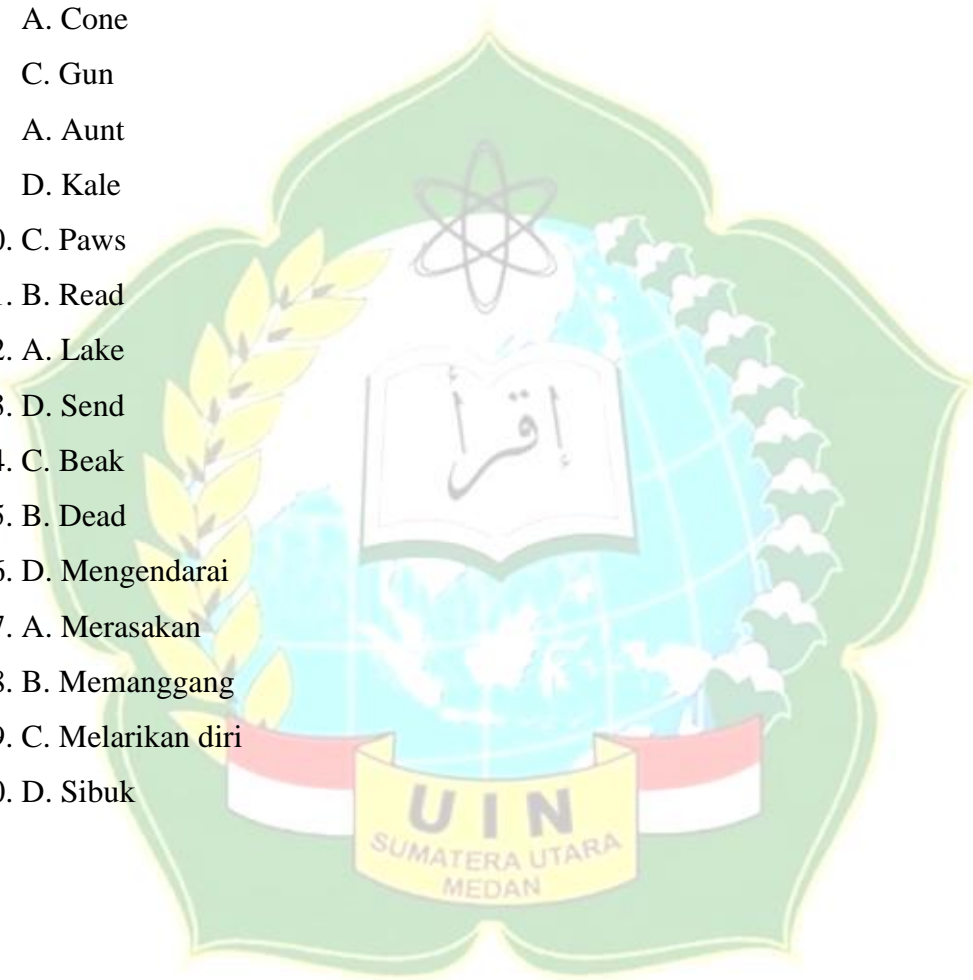 A. Cone
C. Gun
A. Aunt
D. Kale
0. C. Paws
. B. Read
2. A. Lake
3. D. Send
4. C. Beak
5. B. Dead
6. D. Mengendarai
7. A. Merasakan
8. B. Memanggang
9. C. Melarikan diri
0. D. Sibuk
إقرأ
UIN
SUMATERA UTARA
MEDAN